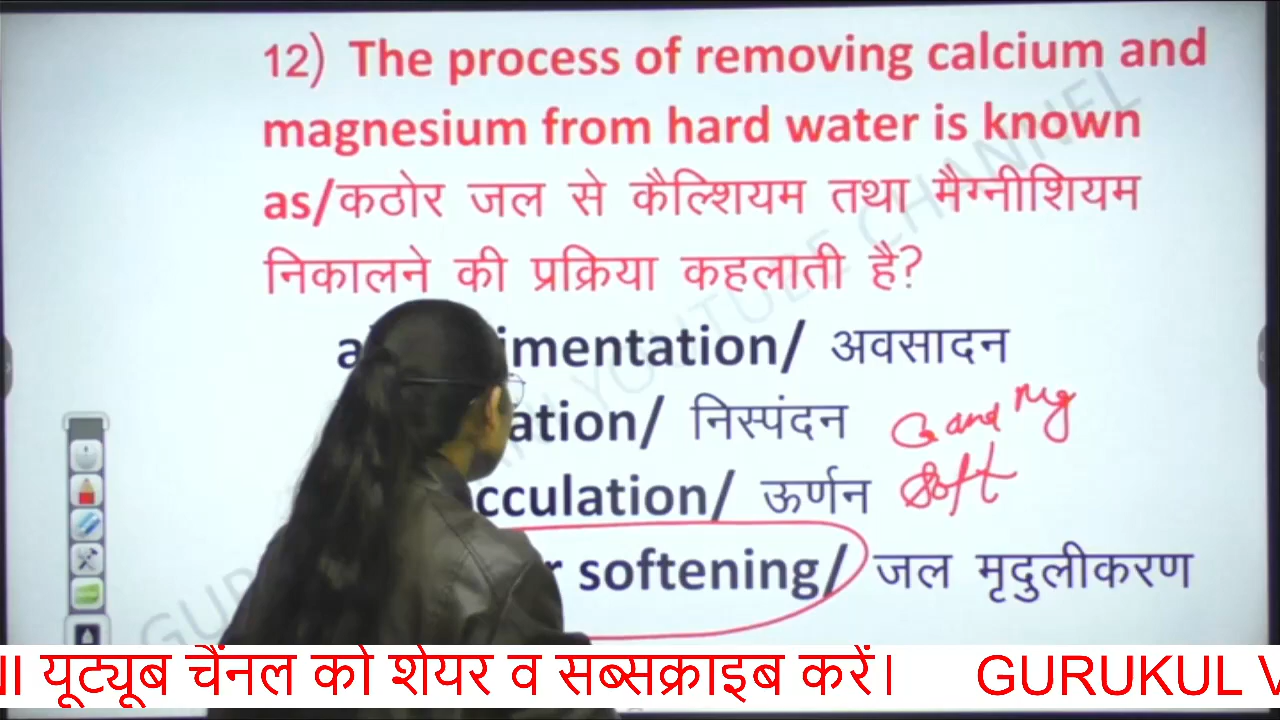 12) The process of removing calcium and
magnesium from hard water is known
as/कठोर जल से कैल्शियम तथा मैग्नीशियम
निकालने की प्रक्रिया कहलाती है?
imentation/ अवसादन
ation/ निस्पंदन
and Mg
cculation/ ऊर्णन
Soft
softening/ जल मृदुलीकरण
यूट्यूब चैंनल को शेयर व सब्सक्राइब करें। GURUKUL V
YOUTUBE CHANNEL